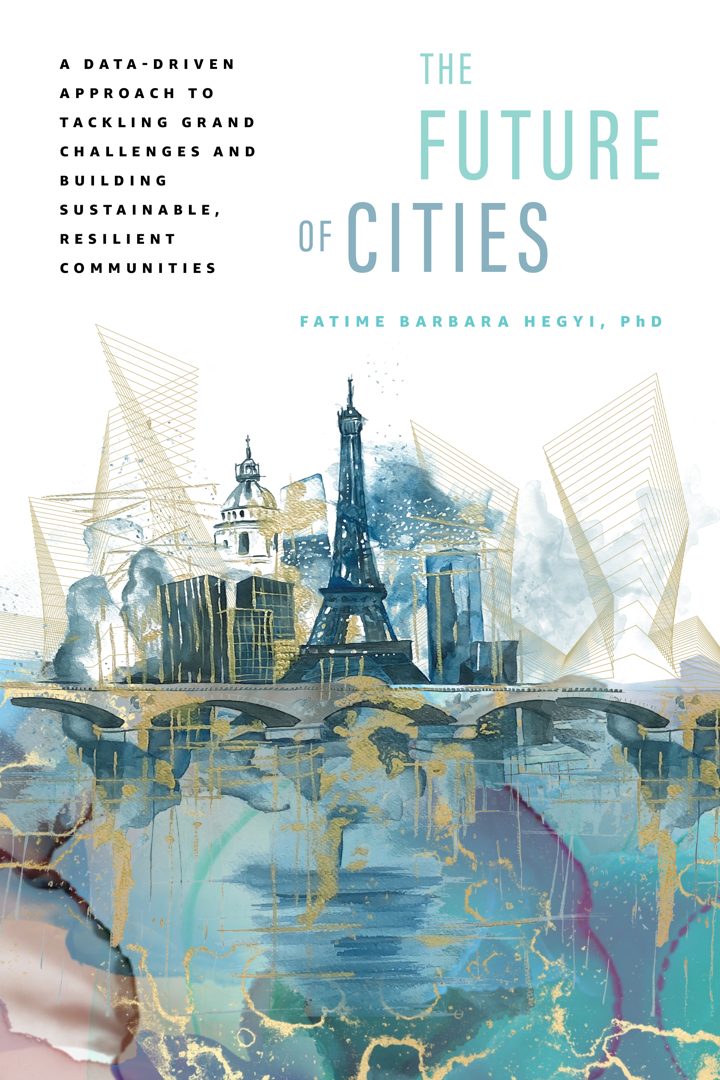 A DATA-DRIVEN
APPROACH TO
TACKLING GRAND
CHALLENGES AND
BUILDING
SUSTAINABLE,
RESILIENT
COMMUNITIES
THE
FUTURE
OF CITIES
FATIME BARBARA HEGYI, PhD